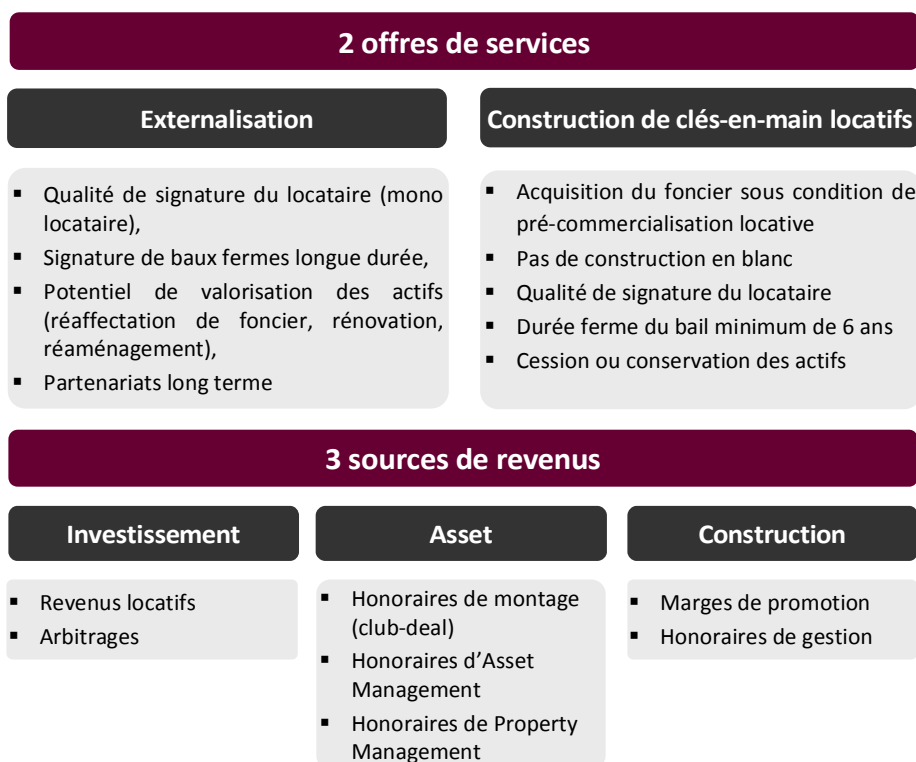 2 offres de services
Externalisation
▪ Qualité de signature du locataire (mono
locataire),
▪ Signature de baux fermes longue durée,
▪ Potentiel de valorisation des actifs
(réaffectation de foncier, rénovation,
réaménagement),
▪ Partenariats long terme
Construction de clés-en-main locatifs
▪ Acquisition du foncier sous condition de
pré-commercialisation locative
▪ Pas de construction en blanc
▪ Qualité de signature du locataire
▪ Durée ferme du bail minimum de 6 ans
▪ Cession ou conservation des actifs
3 sources de revenus
Investissement
▪ Revenus locatifs
▪ Arbitrages
Asset
▪ Honoraires de montage
(club-deal)
▪ Honoraires d’Asset
Management
▪ Honoraires de Property
Management
Construction
▪ Marges de promotion
▪ Honoraires de gestion